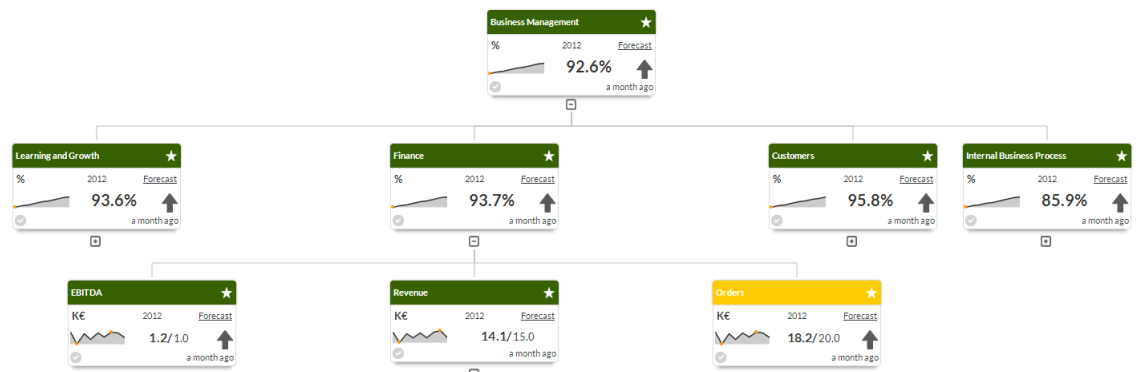 Business Management
% 2012 Forecast
92.6%
a month ago
Learning and Growth
% 2012 Forecast
93.6%
a month ago
Finance
% 2012 Forecast
93.7%
a month ago
Customers
% 2012 Forecast
95.8%
a month ago
Internal Business Process
% 2012 Forecast
85.9%
a month ago
EBITDA
K€ 2012 Forecast
1.2/1.0
a month ago
Revenue
K€ 2012 Forecast
14.1/15.0
a month ago
Orders
K€ 2012 Forecast
18.2/20.0
a month ago